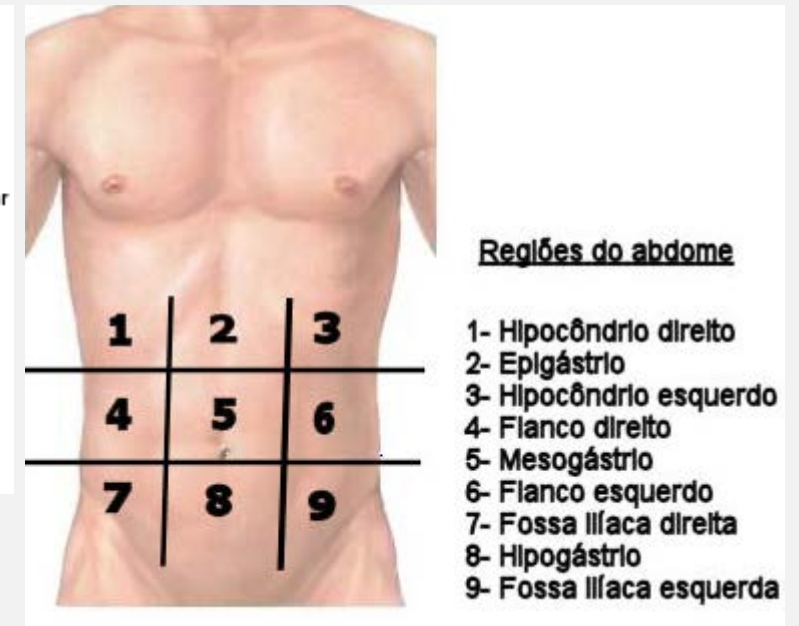 r
1 2 3
4 5 6
7 8 9
Regiões do abdome
1- Hipocôndrio direito
2- Epigástrio
3- Hipocôndrio esquerdo
4- Flanco direito
5- Mesogástrio
6- Flanco esquerdo
7- Fossa Ilíaca direita
8- Hipogástrio
9- Fossa Ilíaca esquerda